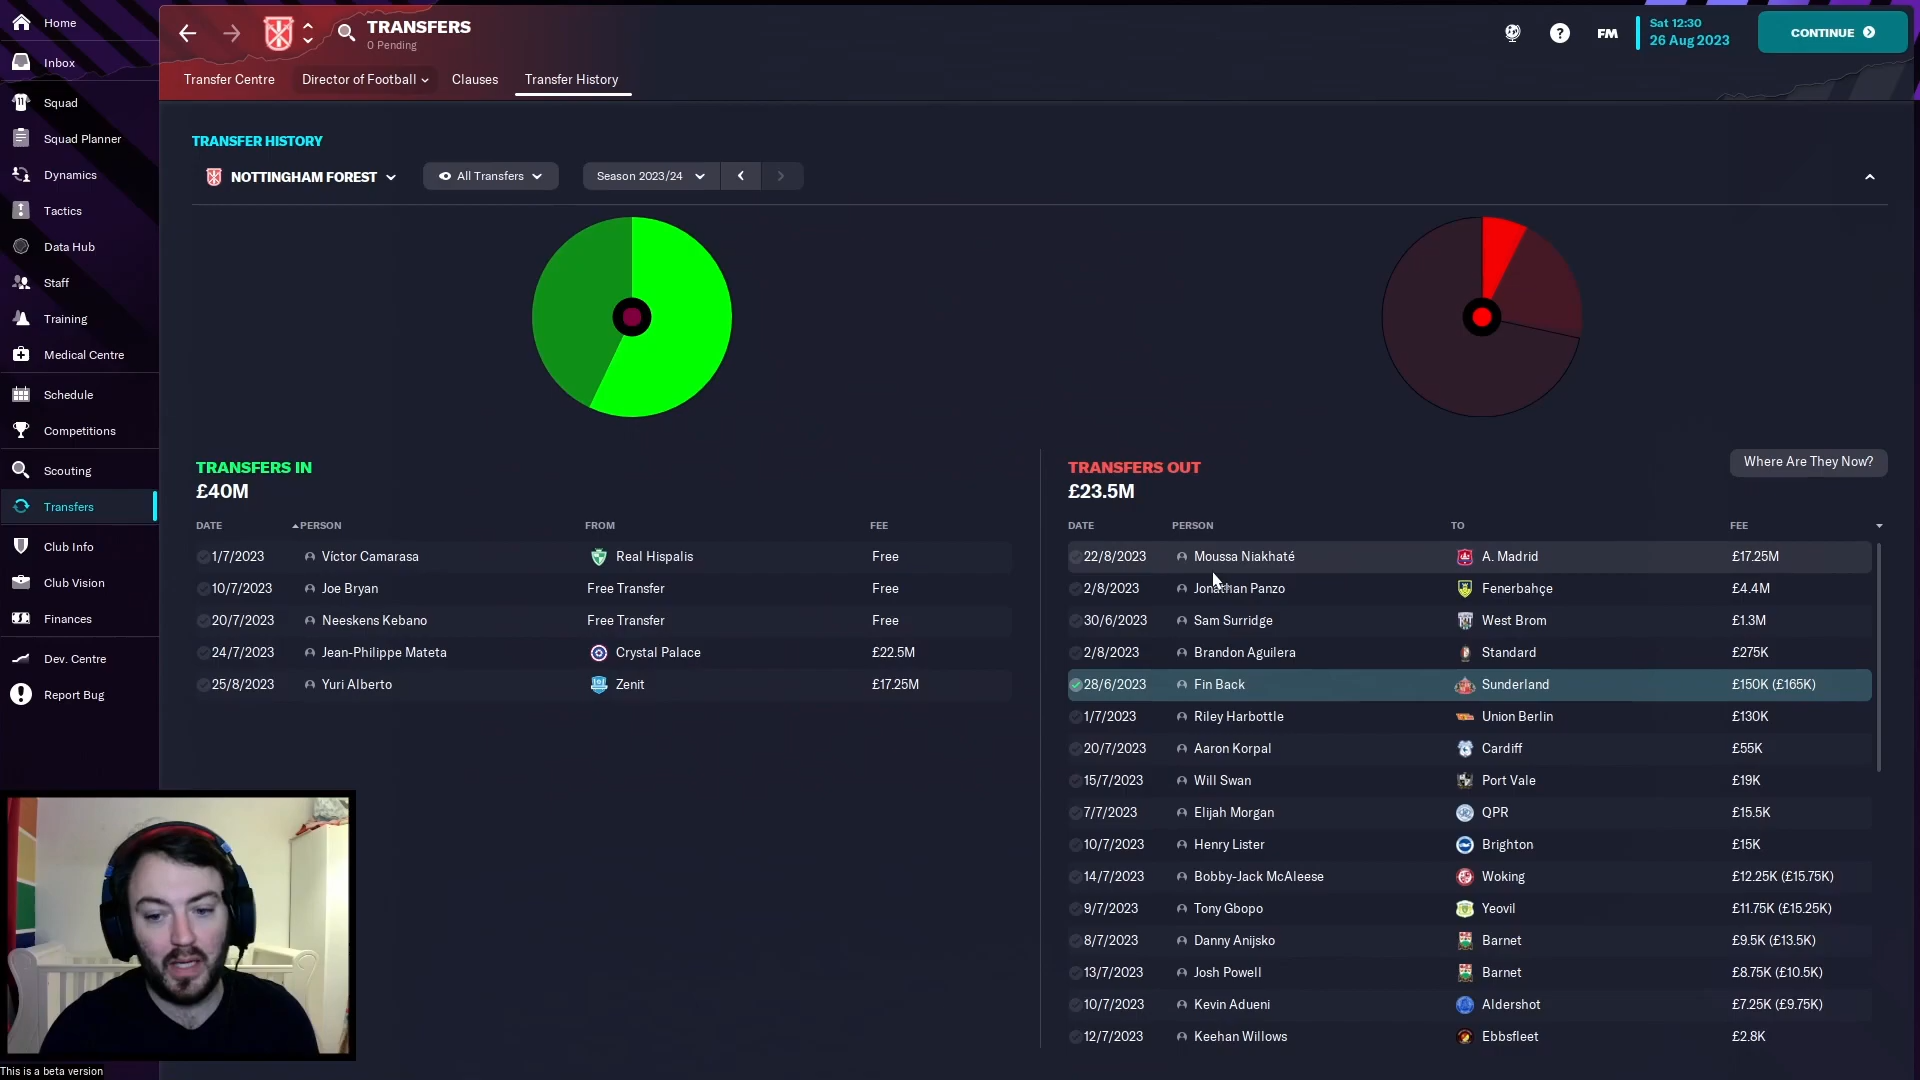 Home
Inbox
Squad
Squad Planner
Dynamics
Tactics
Data Hub
Staff
Training
Medical Centre
Schedule
Competitions
Scouting
Transfers
Club Info
Club Vision
Finances
Dev. Centre
Report Bug
This is a beta version
TRANSFERS
0 Pending
FM
Sat 12:30
26 Aug 2023
CONTINUE
Transfer Centre
Director of Football
Clauses
Transfer History
TRANSFER HISTORY
NOTTINGHAM FOREST
All Transfers
Season 2023/24
TRANSFERS IN
£40M
DATE PERSON FROM FEE
1/7/2023 Víctor Camarasa Real Hispalis Free
10/7/2023 Joe Bryan Free Transfer Free
20/7/2023 Neeskens Kebano Free Transfer Free
24/7/2023 Jean-Philippe Mateta Crystal Palace £22.5M
25/8/2023 Yuri Alberto Zenit £17.25M
TRANSFERS OUT
£23.5M
Where Are They Now?
DATE PERSON TO FEE
22/8/2023 Moussa Niakhaté A. Madrid £17.25M
2/8/2023 Jonathan Panzo Fenerbahçe £4.4M
30/6/2023 Sam Surridge West Brom £1.3M
2/8/2023 Brandon Aguilera Standard £275K
28/6/2023 Fin Back Sunderland £150K (£165K)
1/7/2023 Riley Harbottle Union Berlin £130K
20/7/2023 Aaron Korpal Cardiff £55K
15/7/2023 Will Swan Port Vale £19K
7/7/2023 Elijah Morgan QPR £15.5K
10/7/2023 Henry Lister Brighton £15K
14/7/2023 Bobby-Jack McAleese Woking £12.25K (£15.75K)
9/7/2023 Tony Gbopo Yeovil £11.75K (£15.25K)
8/7/2023 Danny Anijsko Barnet £9.5K (£13.5K)
13/7/2023 Josh Powell Barnet £8.75K (£10.5K)
10/7/2023 Kevin Adueni Aldershot £7.25K (£9.75K)
12/7/2023 Keehan Willows Ebbsfleet £2.8K